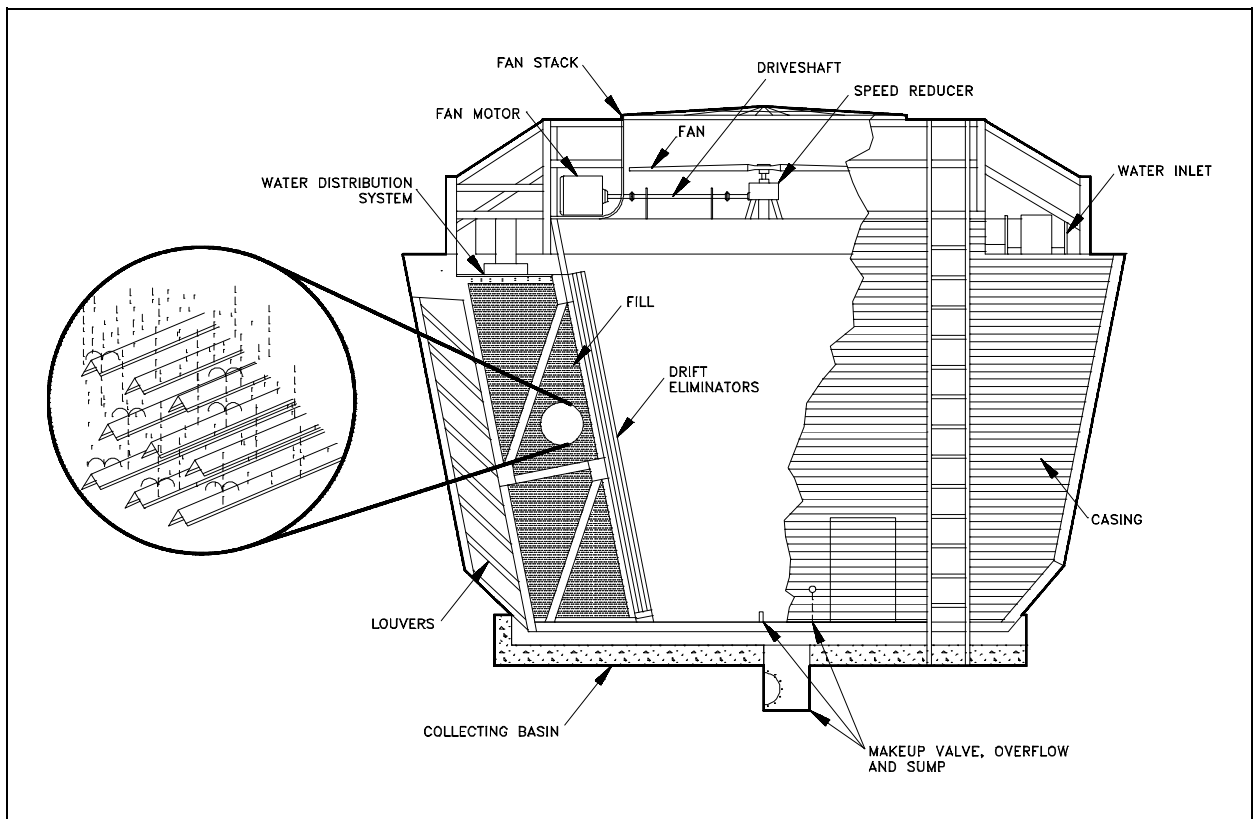 FAN STACK
DRIVESHAFT
SPEED REDUCER
FAN MOTOR
FAN
WATER INLET
WATER DISTRIBUTION
SYSTEM
FILL
DRIFT
ELIMINATORS
CASING
LOUVERS
COLLECTING BASIN
MAKEUP VALVE, OVERFLOW
AND SUMP